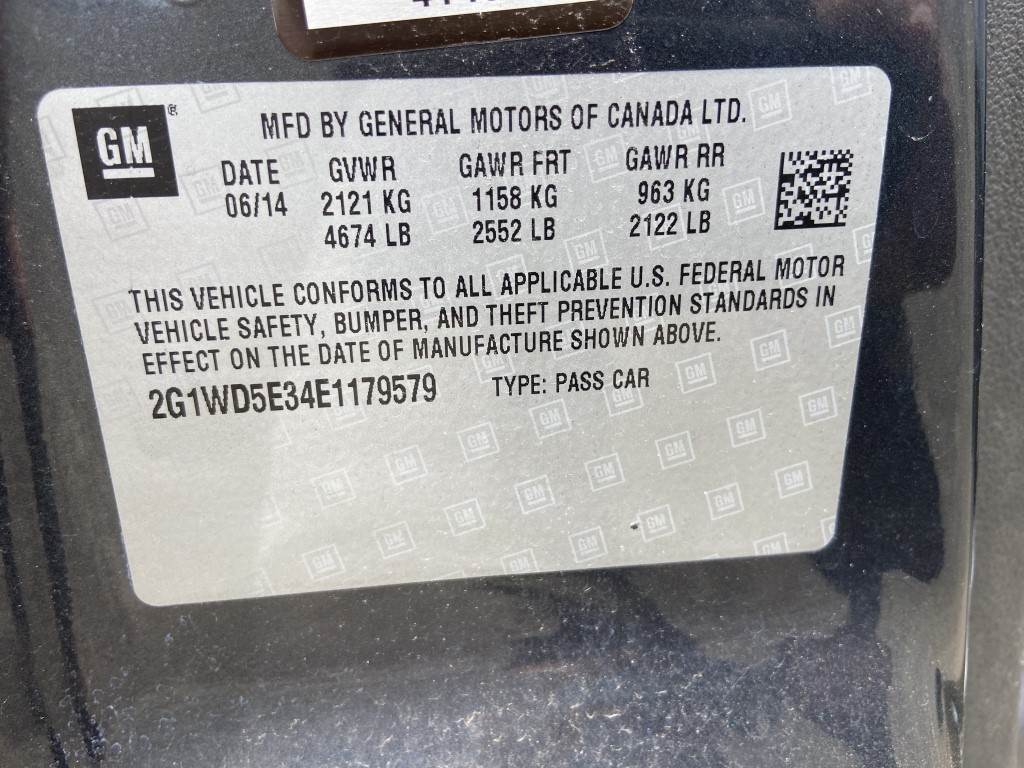 GM
MFD BY GENERAL MOTORS OF CANADA LTD.
DATE GVWR GAWR FRT GAWR RR
06/14 2121 KG 1158 KG 963 KG
4674 LB 2552 LB 2122 LB
THIS VEHICLE CONFORMS TO ALL APPLICABLE U.S. FEDERAL MOTOR
VEHICLE SAFETY, BUMPER, AND THEFT PREVENTION STANDARDS IN
EFFECT ON THE DATE OF MANUFACTURE SHOWN ABOVE.
2G1WD5E34E1179579 TYPE: PASS CAR